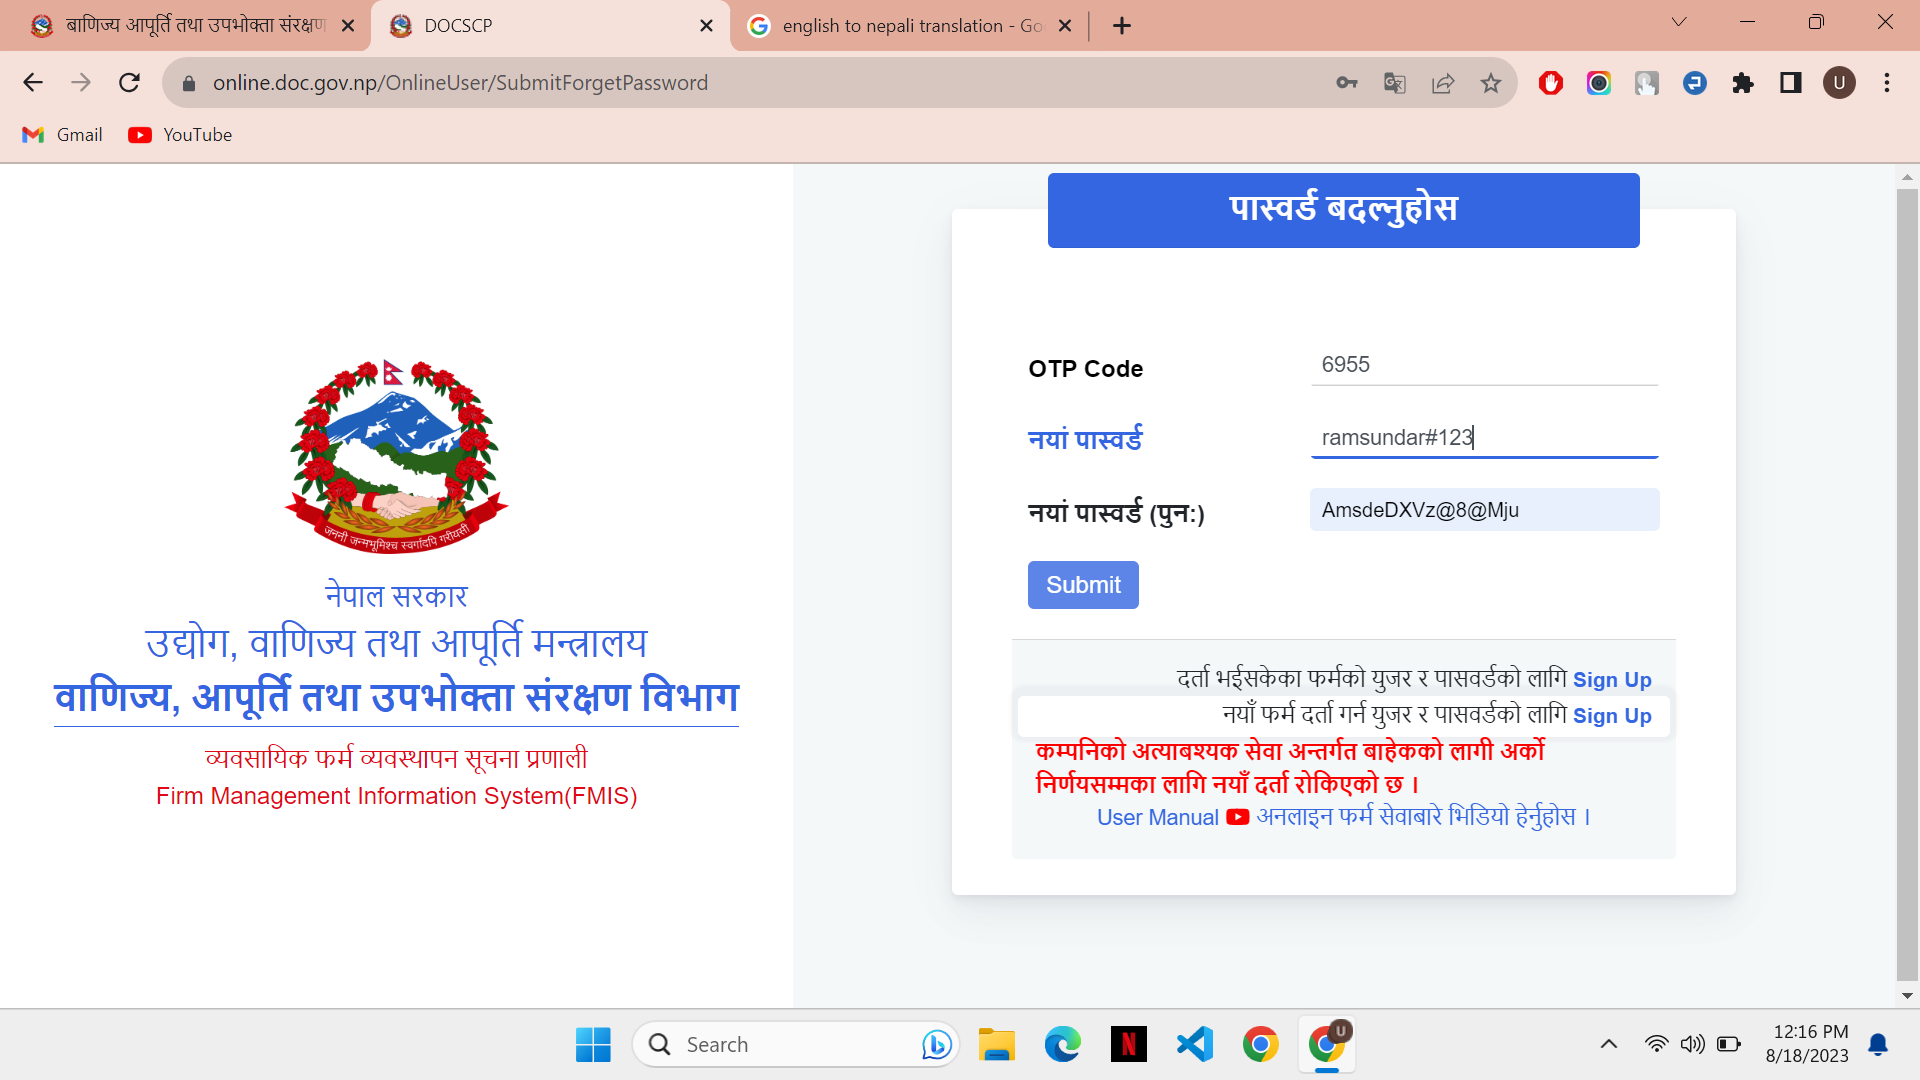 बाणिज्य आपूर्ति तथा उपभोक्ता संरक्षण
DOCSCP
english to nepali translation - Go
online.doc.gov.np/OnlineUser/SubmitForgetPassword
U
Gmail
YouTube
पास्वर्ड बदल्नुहोस
OTP Code
6955
नयां पास्वर्ड
ramsundar#123
नयां पास्वर्ड (पुन:)
AmsdeDXVz@8@Mju
Submit
दर्ता भईसकेका फर्मको युजर र पासवर्डको लागि Sign Up
नयाँ फर्म दर्ता गर्न युजर र पासवर्डको लागि Sign Up
कम्पनिको अत्याबश्यक सेवा अन्तर्गत बाहेकको लागी अर्को
निर्णयसम्मका लागि नयाँ दर्ता रोकिएको छ ।
User Manual अनलाइन फर्म सेवाबारे भिडियो हेर्नुहोस ।
जननी जन्मभूमिश्च स्वर्गादपि गरीयसी
नेपाल सरकार
उद्योग, वाणिज्य तथा आपूर्ति मन्त्रालय
वाणिज्य, आपूर्ति तथा उपभोक्ता संरक्षण विभाग
व्यवसायिक फर्म व्यवस्थापन सूचना प्रणाली
Firm Management Information System(FMIS)
Search
N
U
12:16 PM
8/18/2023